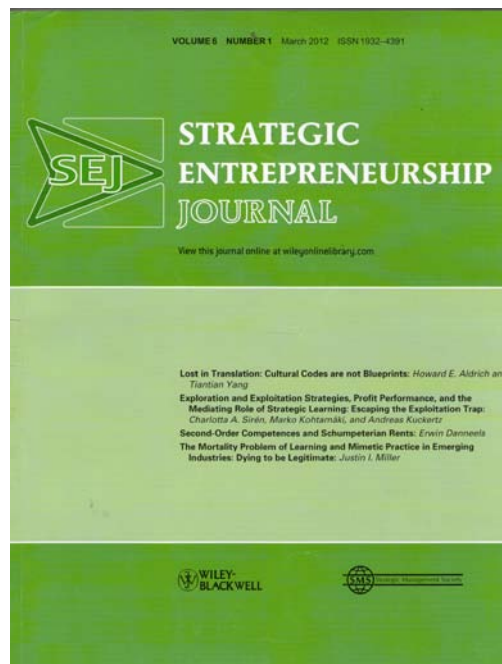 VOLUME 6 NUMBER 1 March 2012 ISSN 1932–4391
SEJ
STRATEGIC
ENTREPRENEURSHIP
JOURNAL
View this journal online at wileyonlinelibrary.com
Lost in Translation: Cultural Codes are not Blueprints: Howard E. Aldrich an
Tiantian Yang
Exploration and Exploitation Strategies, Profit Performance, and the
Mediating Role of Strategic Learning: Escaping the Exploitation Trap:
Charlotta A. Sirén, Marko Kohtamäki, and Andreas Kuckertz
Second-Order Competences and Schumpeterian Rents: Erwin Danneels
The Mortality Problem of Learning and Mimetic Practice in Emerging
Industries: Dying to be Legitimate: Justin I. Miller
WILEY-
BLACKWELL
SMS Strategic Management Society